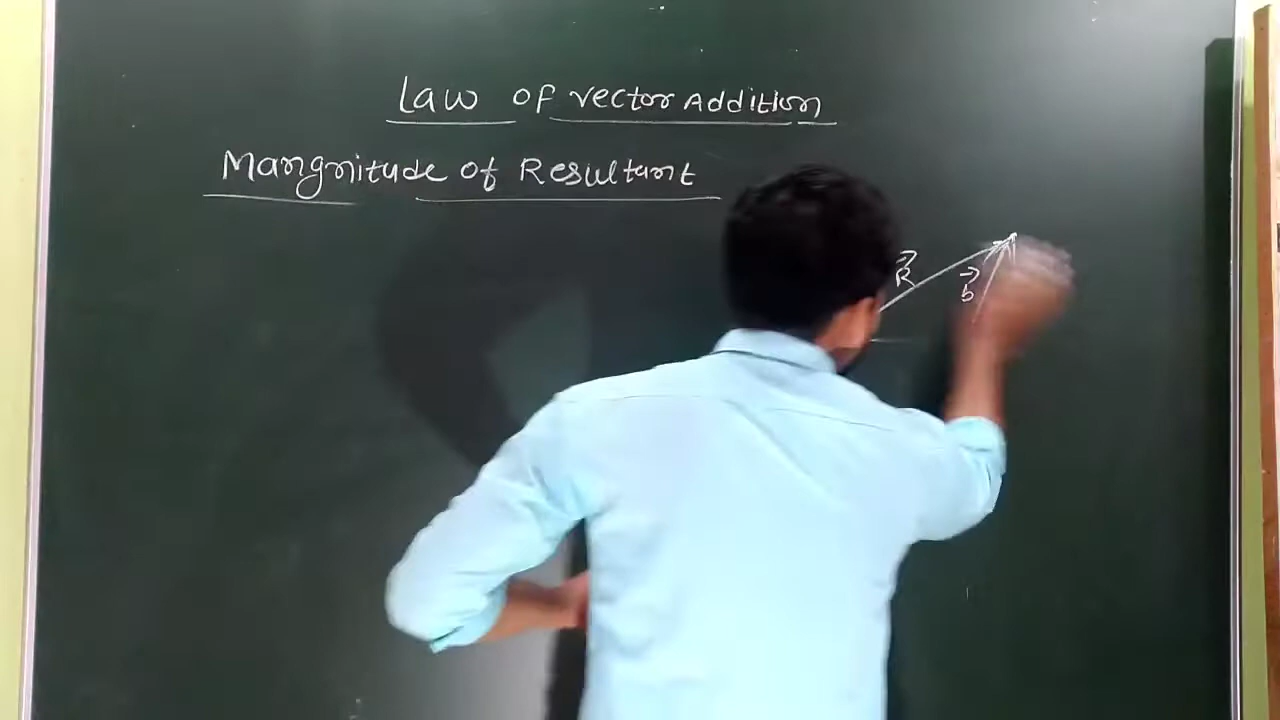 Law of vector Addition
Mangnitude of Resultant
R⃗
b⃗